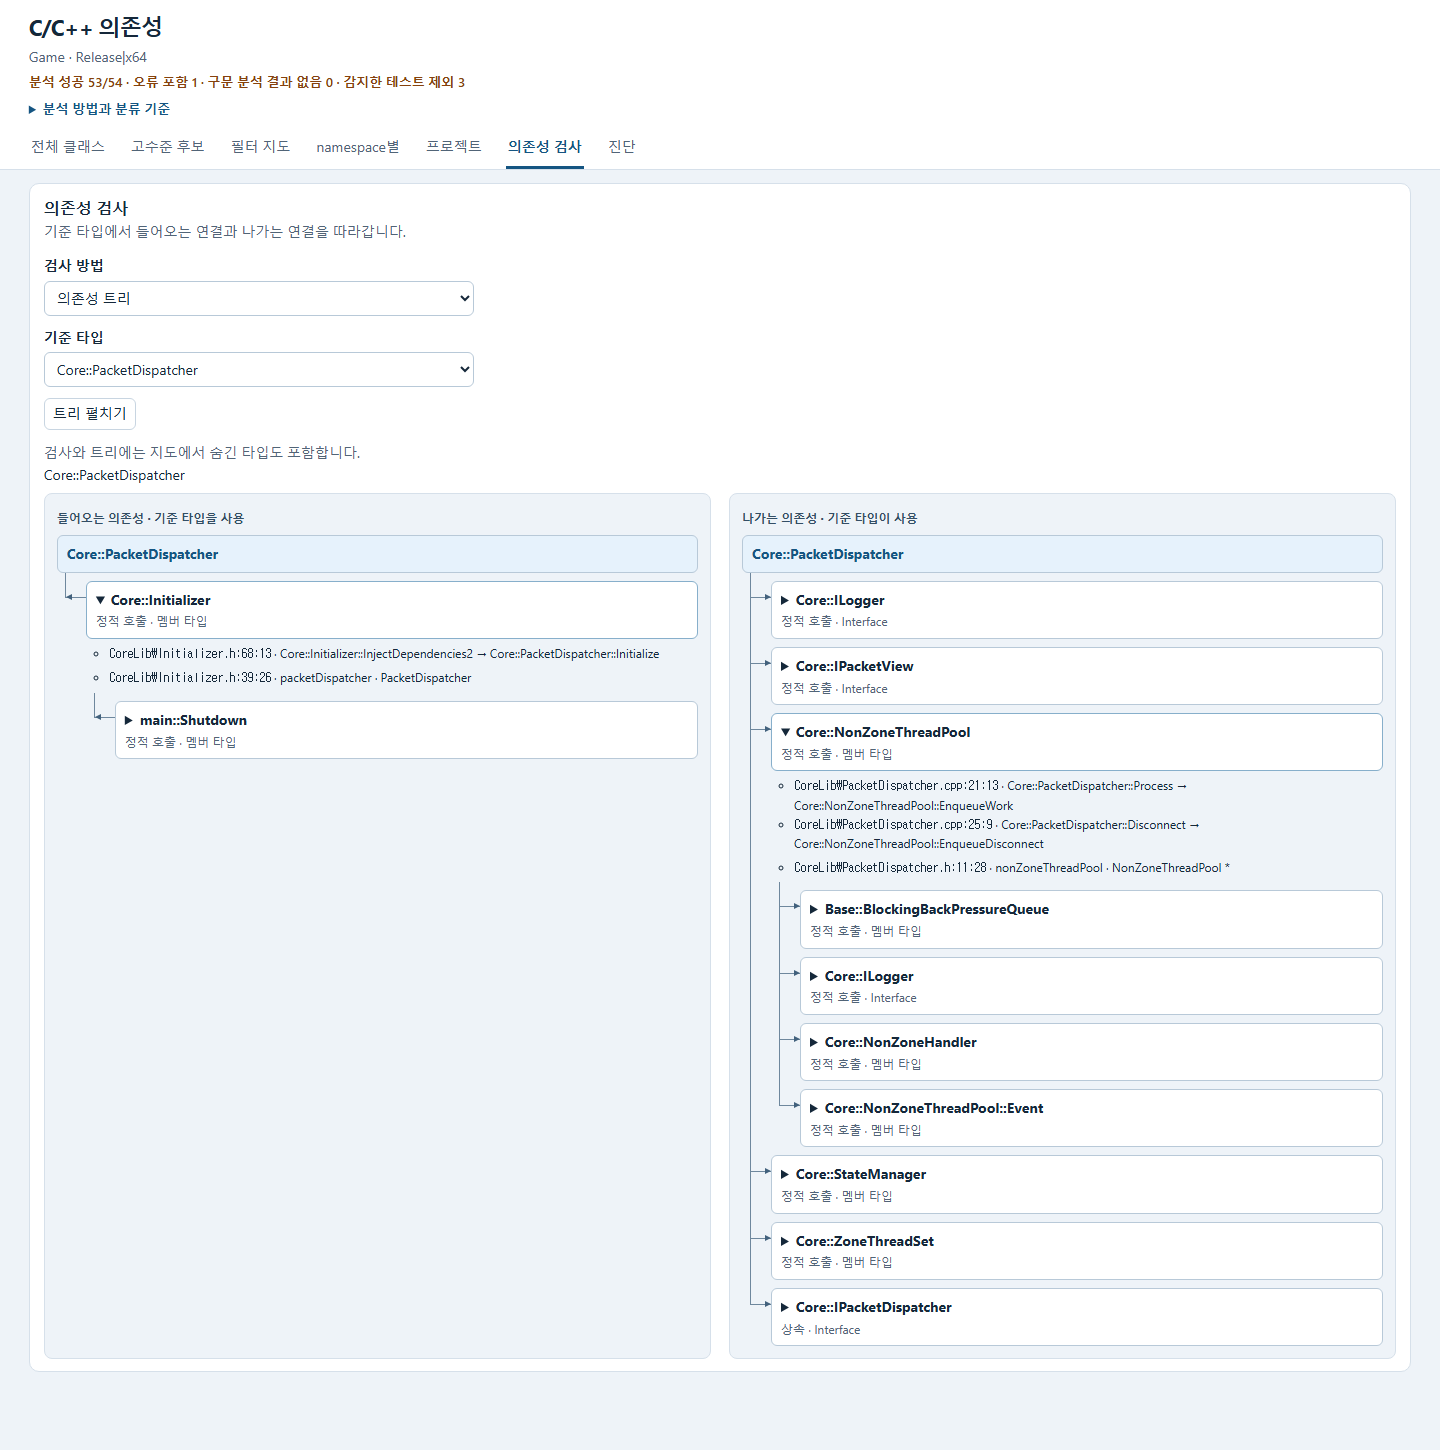 C/C++ 의존성
Game · Release|x64
분석 성공 53/54 · 오류 포함 1 · 구문 분석 결과 없음 0 · 감지한 테스트 제외 3
▶ 분석 방법과 분류 기준
전체 클래스 고수준 후보 필터 지도 namespace별 프로젝트 의존성 검사 진단
의존성 검사
기준 타입에서 들어오는 연결과 나가는 연결을 따라갑니다.
검사 방법
의존성 트리
기준 타입
Core::PacketDispatcher
트리 펼치기
검사와 트리에는 지도에서 숨긴 타입도 포함합니다.
Core::PacketDispatcher
들어오는 의존성 · 기준 타입을 사용
Core::PacketDispatcher
▼ Core::Initializer
정적 호출 · 멤버 타입
CoreLib₩Initializer.h:68:13 · Core::Initializer::InjectDependencies2 → Core::PacketDispatcher::Initialize
CoreLib₩Initializer.h:39:26 · packetDispatcher · PacketDispatcher
▶ main::Shutdown
정적 호출 · 멤버 타입
나가는 의존성 · 기준 타입이 사용
Core::PacketDispatcher
▶ Core::ILogger
정적 호출 · Interface
▶ Core::IPacketView
정적 호출 · Interface
▼ Core::NonZoneThreadPool
정적 호출 · 멤버 타입
CoreLib₩PacketDispatcher.cpp:21:13 · Core::PacketDispatcher::Process →
Core::NonZoneThreadPool::EnqueueWork
CoreLib₩PacketDispatcher.cpp:25:9 · Core::PacketDispatcher::Disconnect →
Core::NonZoneThreadPool::EnqueueDisconnect
CoreLib₩PacketDispatcher.h:11:28 · nonZoneThreadPool · NonZoneThreadPool *
▶ Base::BlockingBackPressureQueue
정적 호출 · 멤버 타입
▶ Core::ILogger
정적 호출 · Interface
▶ Core::NonZoneHandler
정적 호출 · 멤버 타입
▶ Core::NonZoneThreadPool::Event
정적 호출 · 멤버 타입
▶ Core::StateManager
정적 호출 · 멤버 타입
▶ Core::ZoneThreadSet
정적 호출 · 멤버 타입
▶ Core::IPacketDispatcher
상속 · Interface